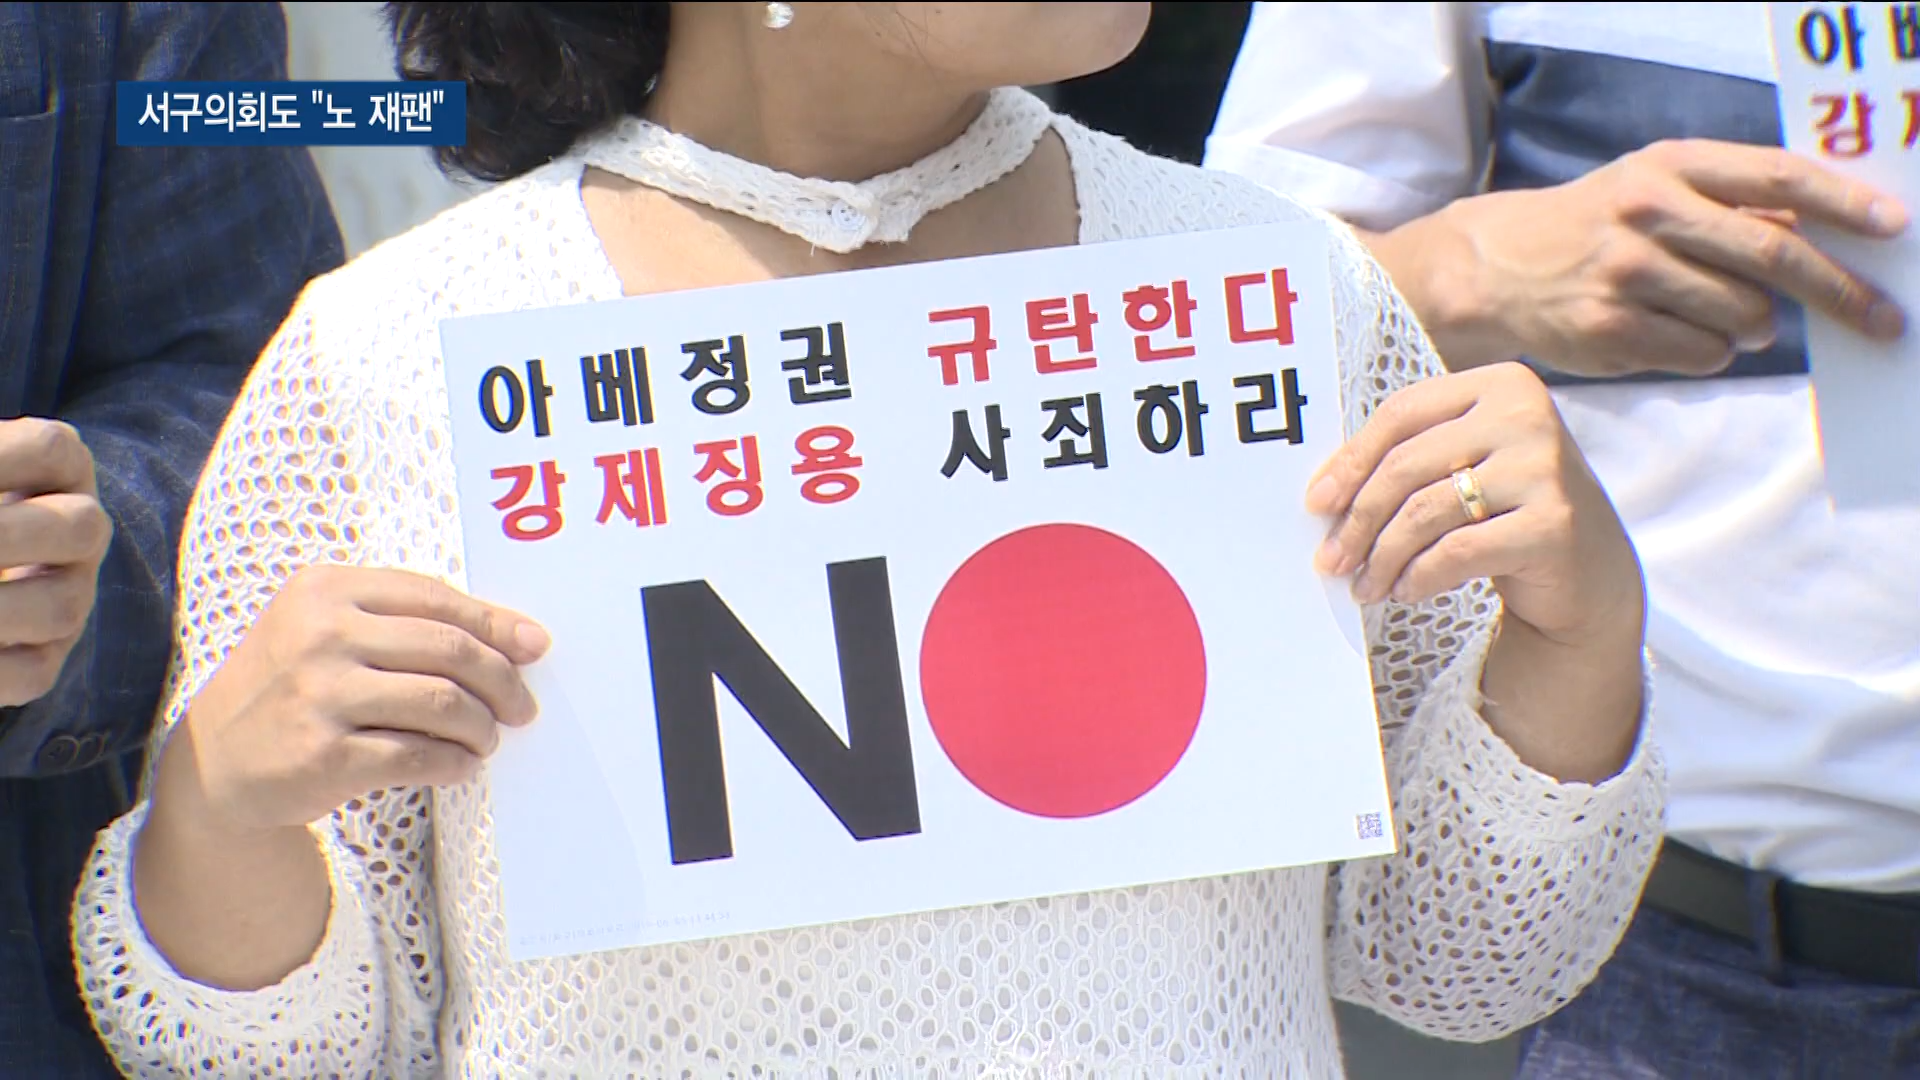 서구의회도 "노 재팬"
아베정권 규탄한다
강제징용 사죄하라
NO
아베
강제